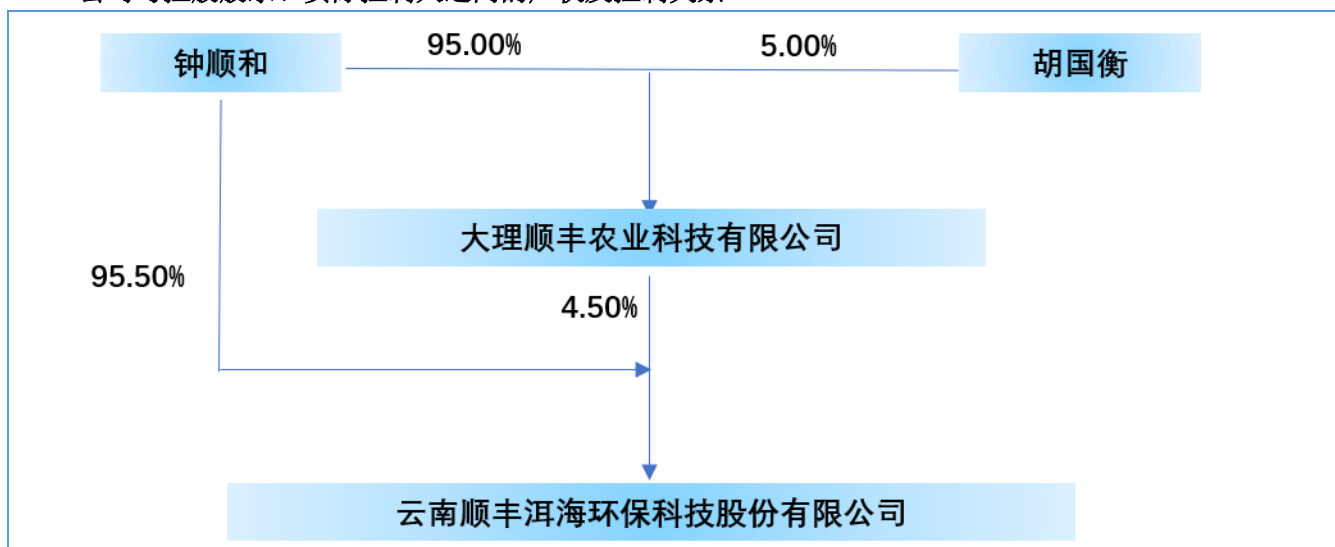 钟顺和
95.00%
5.00%
胡国衡
大理顺丰农业科技有限公司
95.50%
4.50%
云南顺丰洱海环保科技股份有限公司